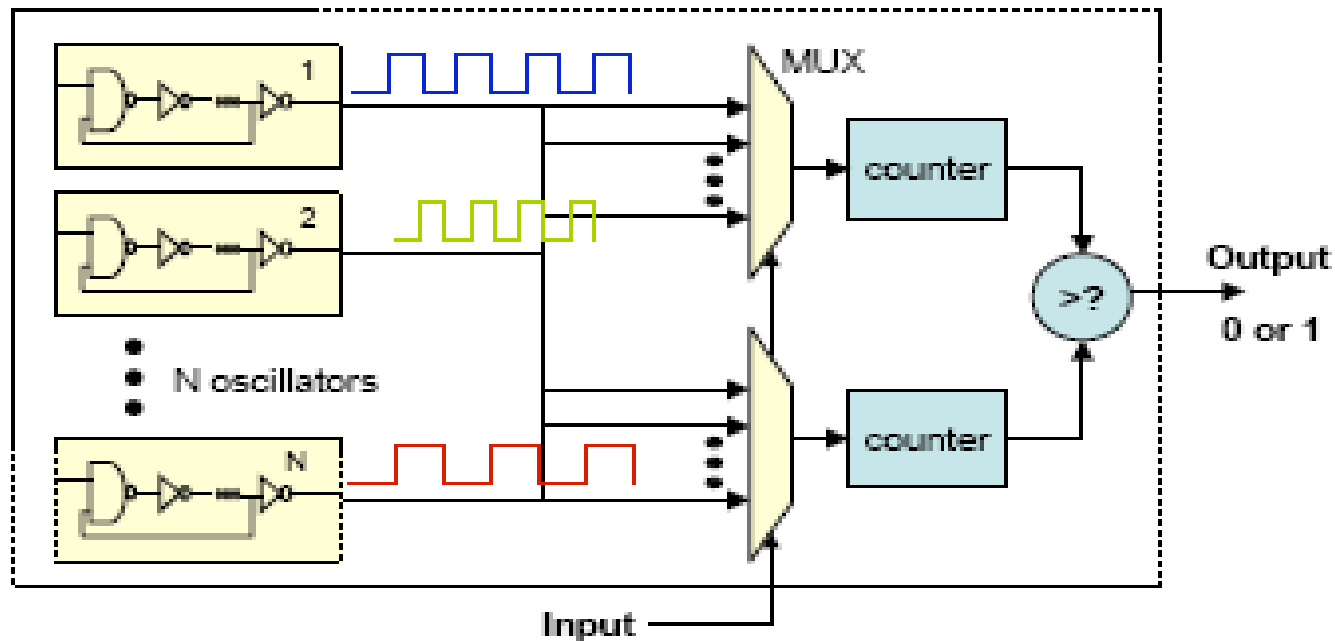 1
MUX
counter
2
>?
Output
0 or 1
N oscillators
N
counter
Input